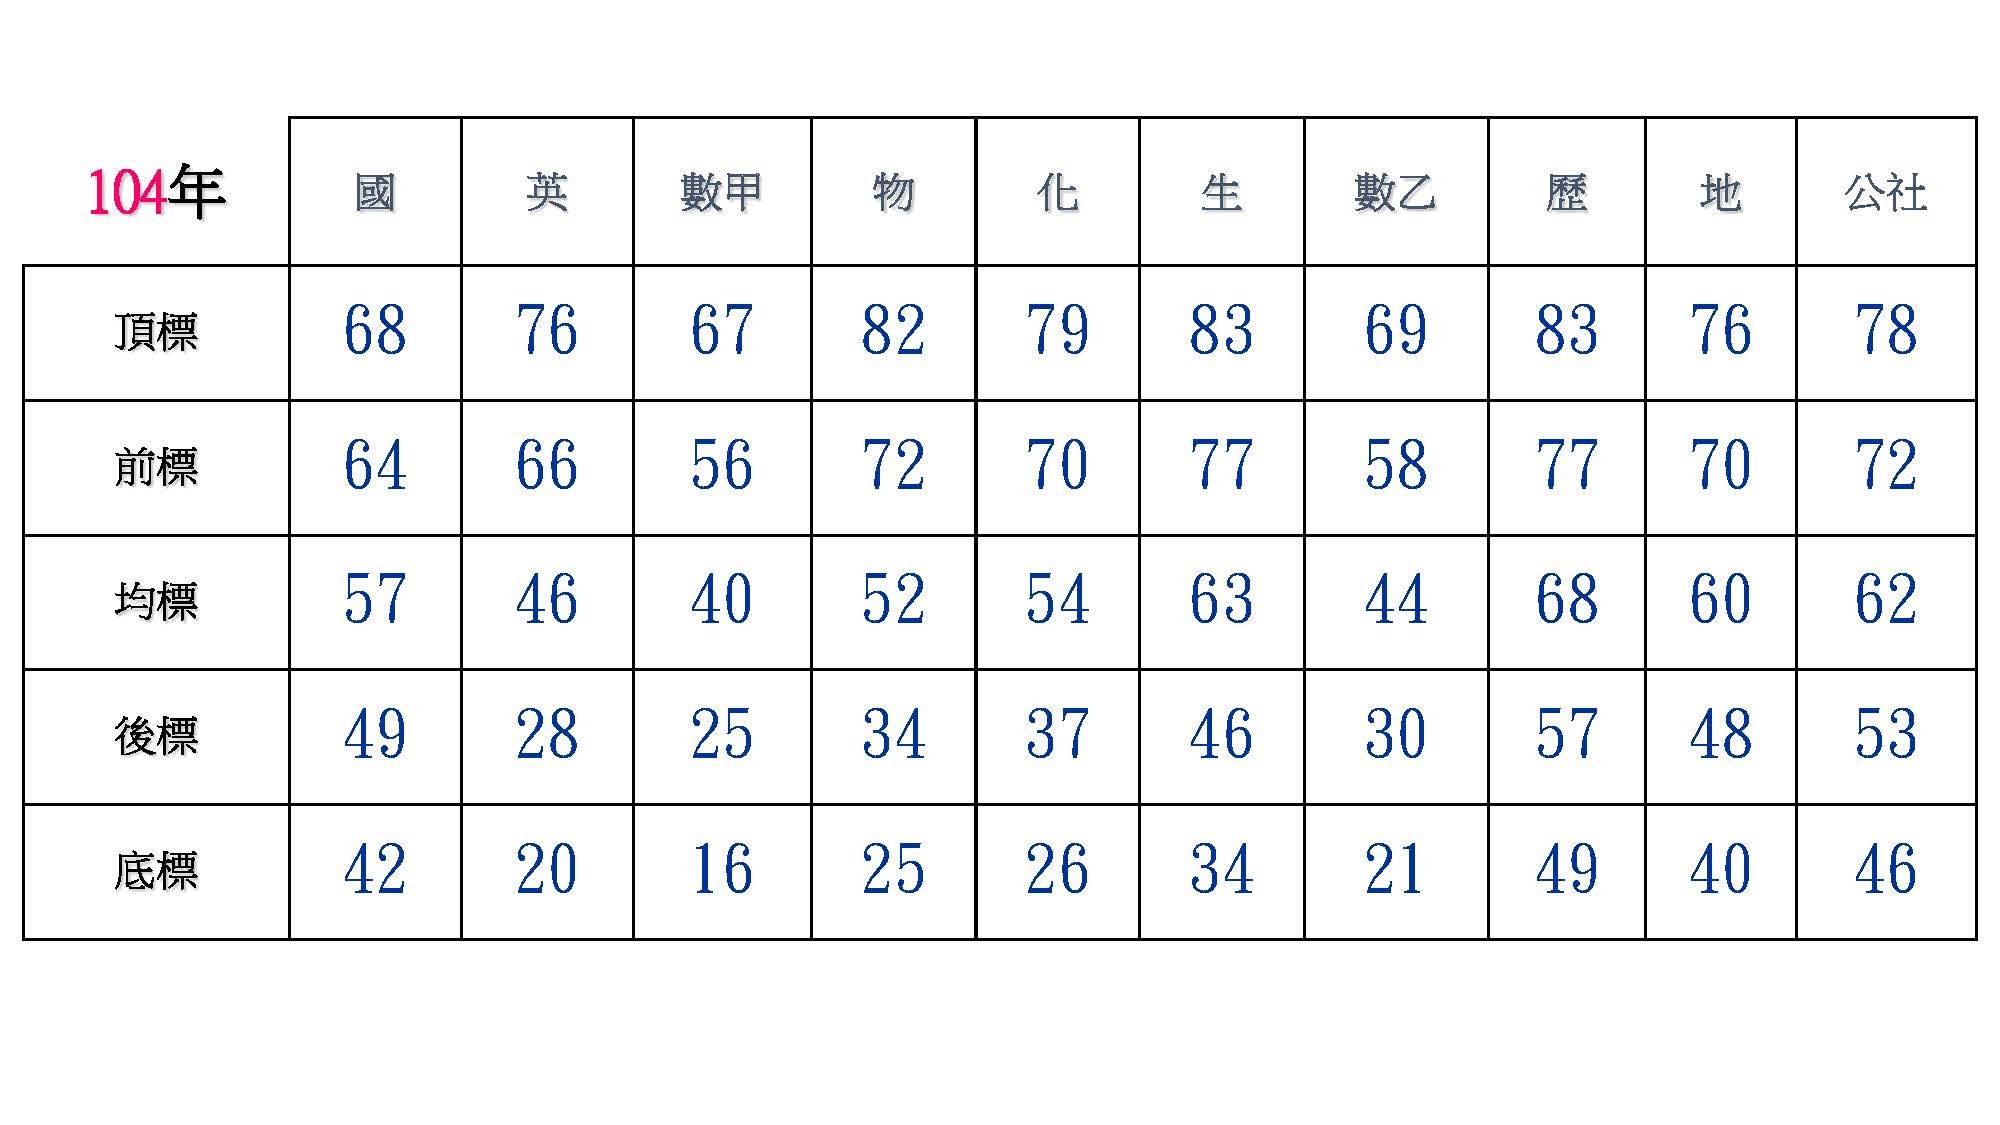 104年 國 英 數甲 物 化 生 數乙 歷 地 公社
頂標 68 76 67 82 79 83 69 83 76 78
前標 64 66 56 72 70 77 58 77 70 72
均標 57 46 40 52 54 63 44 68 60 62
後標 49 28 25 34 37 46 30 57 48 53
底標 42 20 16 25 26 34 21 49 40 46